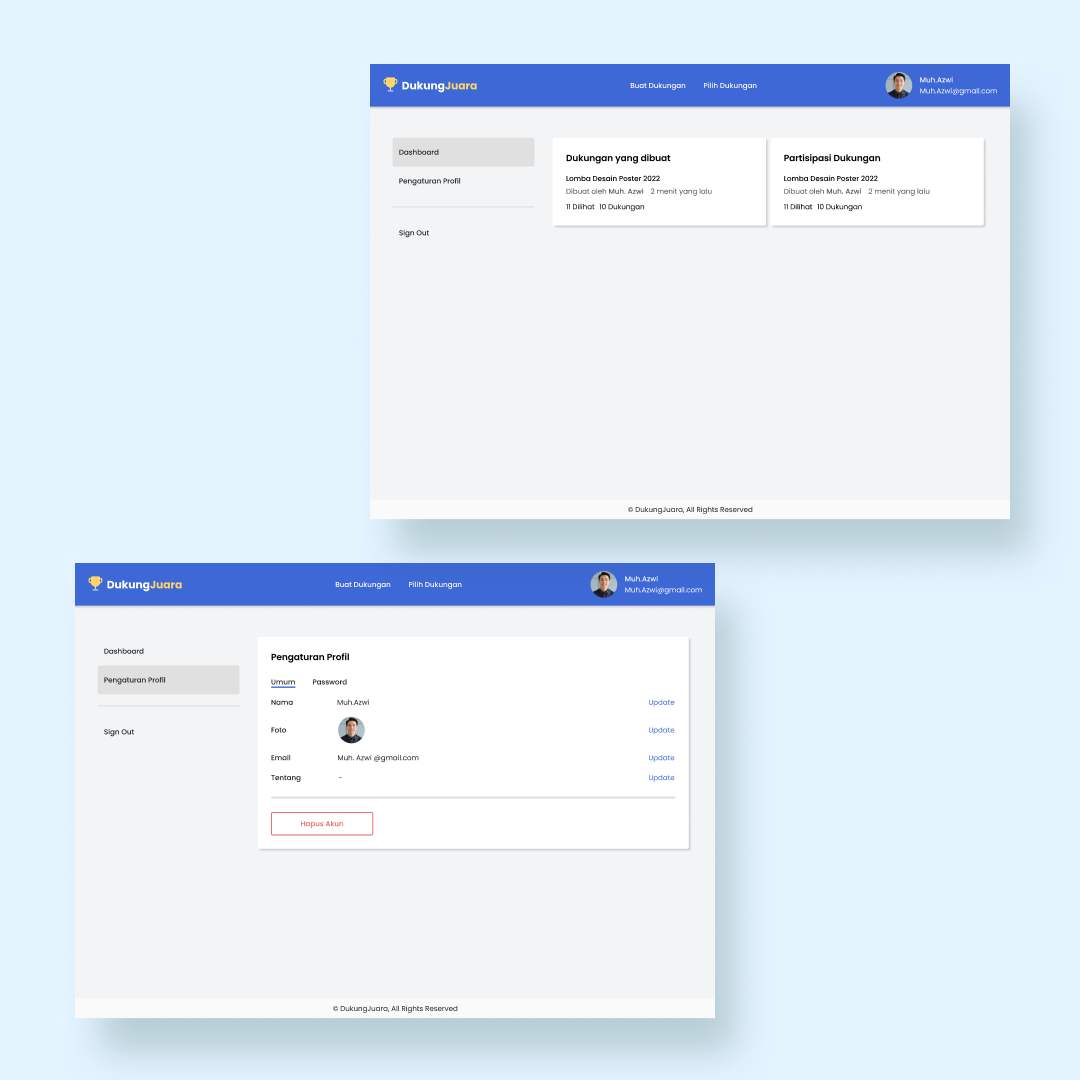 DukungJuara
Buat Dukungan
Pilih Dukungan
Muh.Azwi
Muh.Azwi@gmail.com
Dashboard
Pengaturan Profil
Sign Out
Dukungan yang dibuat
Lomba Desain Poster 2022
Dibuat oleh Muh. Azwi 2 menit yang lalu
11 Dilihat 10 Dukungan
Partisipasi Dukungan
Lomba Desain Poster 2022
Dibuat oleh Muh. Azwi 2 menit yang lalu
11 Dilihat 10 Dukungan
© DukungJuara, All Rights Reserved
DukungJuara
Buat Dukungan
Pilih Dukungan
Muh.Azwi
Muh.Azwi@gmail.com
Dashboard
Pengaturan Profil
Sign Out
Pengaturan Profil
Umum Password
Nama Muh.Azwi Update
Foto Update
Email Muh. Azwi @gmail.com Update
Tentang - Update
Hapus Akun
© DukungJuara, All Rights Reserved